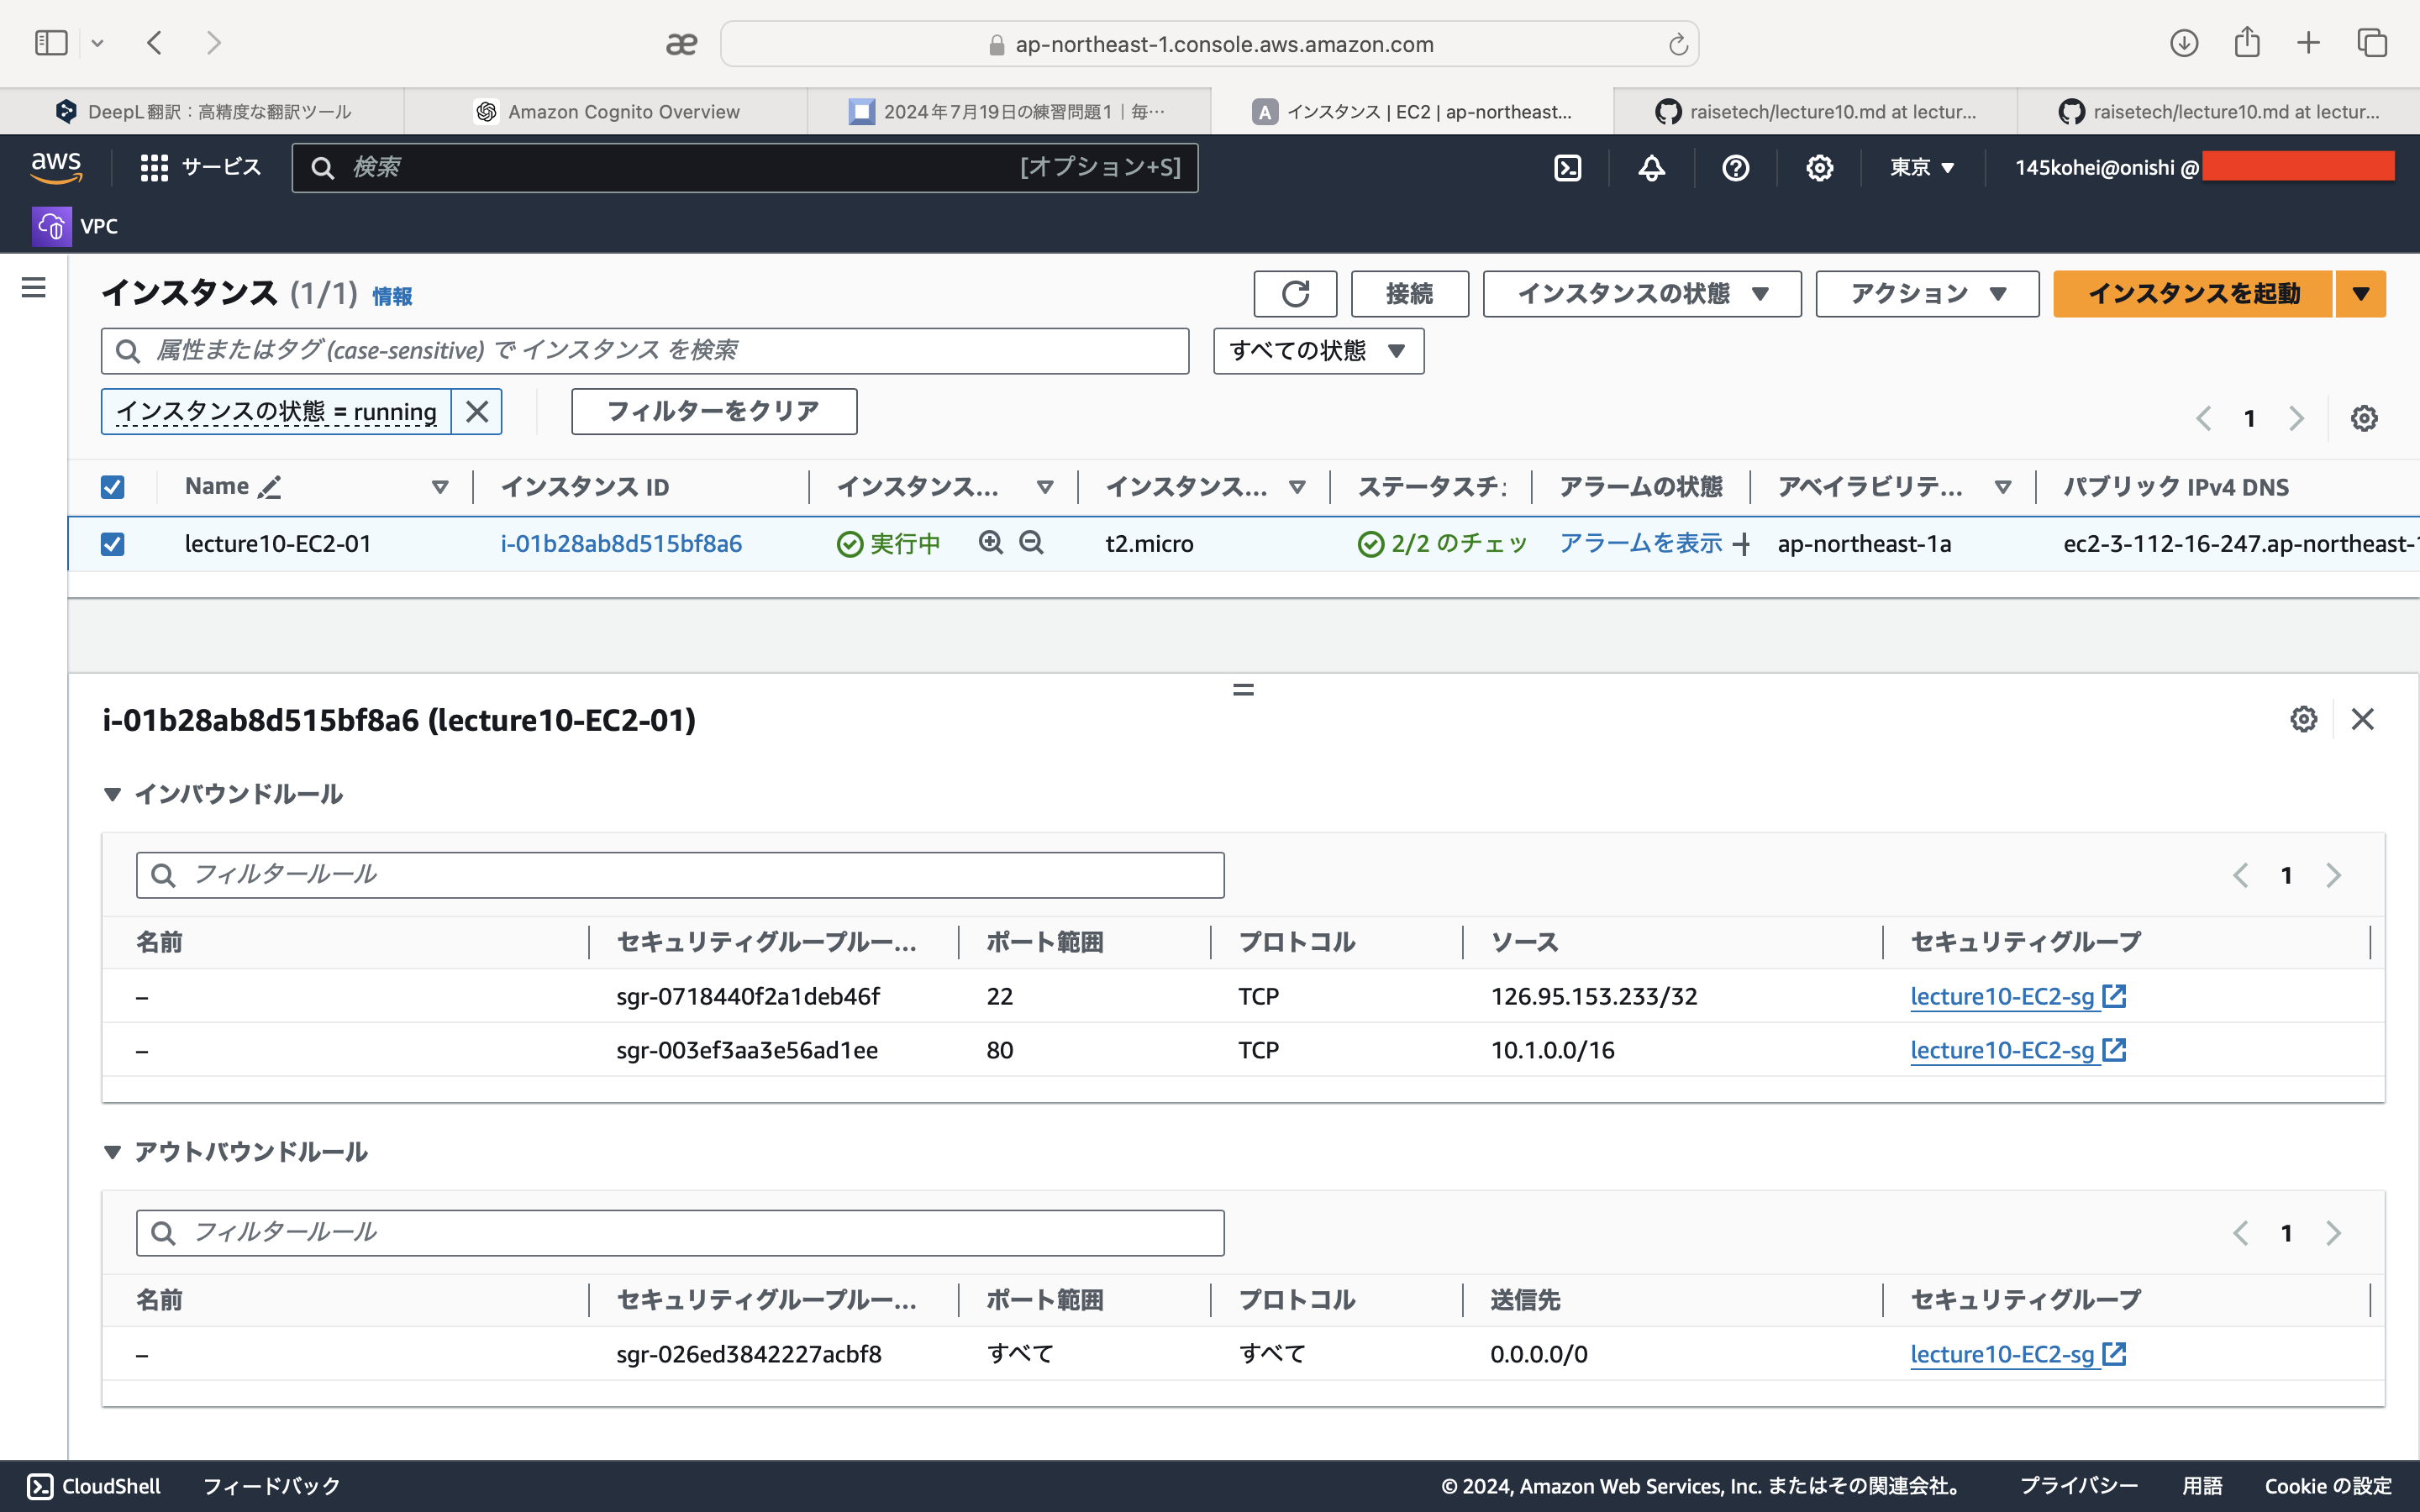 ap-northeast-1.console.aws.amazon.com
DeepL 翻訳：高精度な翻訳ツール
Amazon Cognito Overview
2024年7月19日の練習問題1｜毎…
インスタンス | EC2 | ap-northeast...
raisetech/lecture10.md at lectur...
raisetech/lecture10.md at lectur...
aws サービス 検索 [オプション+S] 東京 145kohei@onishi @
VPC
インスタンス (1/1) 情報 接続 インスタンスの状態 アクション インスタンスを起動
属性またはタグ (case-sensitive) で インスタンス を検索 すべての状態
インスタンスの状態 = running フィルターをクリア 1
Name インスタンス ID インスタンス... インスタンス... ステータスチェ アラームの状態 アベイラビリテ... パブリック IPv4 DNS
lecture10-EC2-01 i-01b28ab8d515bf8a6 実行中 t2.micro 2/2 のチェッ アラームを表示 ap-northeast-1a ec2-3-112-16-247.ap-northeast-1
i-01b28ab8d515bf8a6 (lecture10-EC2-01)
インバウンドルール
フィルタールール 1
名前 セキュリティグループルー... ポート範囲 プロトコル ソース セキュリティグループ
– sgr-0718440f2a1deb46f 22 TCP 126.95.153.233/32 lecture10-EC2-sg
– sgr-003ef3aa3e56ad1ee 80 TCP 10.1.0.0/16 lecture10-EC2-sg
アウトバウンドルール
フィルタールール 1
名前 セキュリティグループルー... ポート範囲 プロトコル 送信先 セキュリティグループ
– sgr-026ed3842227acbf8 すべて すべて 0.0.0.0/0 lecture10-EC2-sg
CloudShell フィードバック © 2024, Amazon Web Services, Inc. またはその関連会社。 プライバシー 用語 Cookie の設定